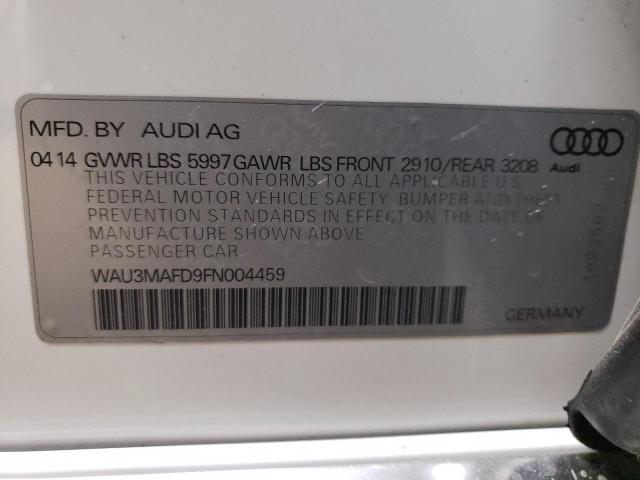 MFD. BY AUDI AG
Audi
04 14 GVWR LBS 5997 GAWR LBS FRONT 2910/REAR 3208
THIS VEHICLE CONFORMS TO ALL APPLICABLE U S
FEDERAL MOTOR VEHICLE SAFETY, BUMPER AND THEFT
PREVENTION STANDARDS IN EFFECT ON THE DATE OF
MANUFACTURE SHOWN ABOVE
PASSENGER CAR
WAU3MAFD9FN004459
GERMANY